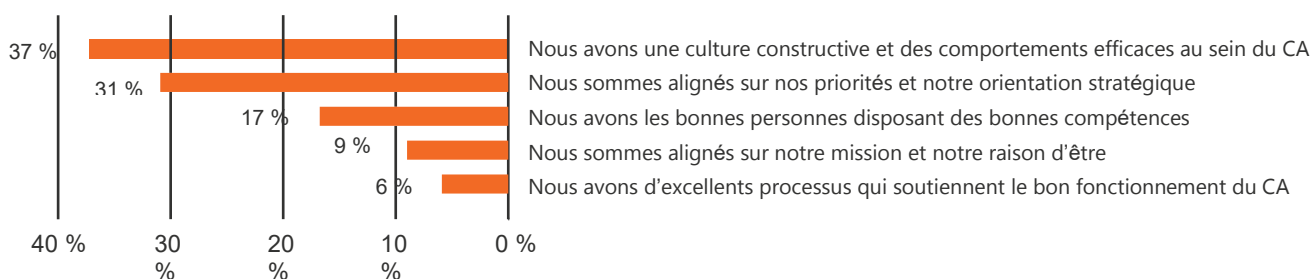 37 % Nous avons une culture constructive et des comportements efficaces au sein du CA
31 % Nous sommes alignés sur nos priorités et notre orientation stratégique
17 % Nous avons les bonnes personnes disposant des bonnes compétences
9 % Nous sommes alignés sur notre mission et notre raison d’être
6 % Nous avons d’excellents processus qui soutiennent le bon fonctionnement du CA
40 % 30 20 10 0 %
% % %